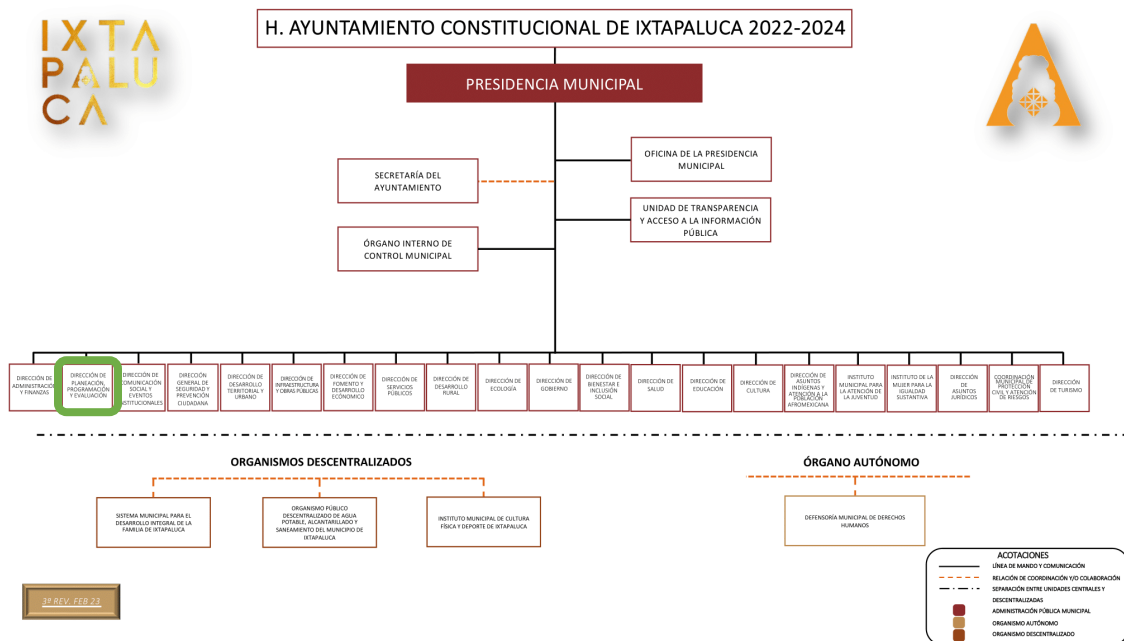 IXTA
PALU
CA
H. AYUNTAMIENTO CONSTITUCIONAL DE IXTAPALUCA 2022-2024
PRESIDENCIA MUNICIPAL
SECRETARÍA DEL
AYUNTAMIENTO
OFICINA DE LA PRESIDENCIA
MUNICIPAL
ÓRGANO INTERNO DE
CONTROL MUNICIPAL
UNIDAD DE TRANSPARENCIA
Y ACCESO A LA INFORMACIÓN
PÚBLICA
DIRECCIÓN DE
ADMINISTRACIÓN
Y FINANZAS
DIRECCIÓN DE
PLANEACIÓN,
PROGRAMACIÓN
Y EVALUACIÓN
DIRECCIÓN DE
COMUNICACIÓN
SOCIAL Y
EVENTOS
INSTITUCIONALES
DIRECCIÓN
GENERAL DE
SEGURIDAD Y
PREVENCIÓN
CIUDADANA
DIRECCIÓN DE
DESARROLLO
TERRITORIAL Y
URBANO
DIRECCIÓN DE
INFRAESTRUCTURA
Y OBRAS PÚBLICAS
DIRECCIÓN DE
FOMENTO Y
DESARROLLO
ECONÓMICO
DIRECCIÓN DE
SERVICIOS
PÚBLICOS
DIRECCIÓN DE
DESARROLLO
RURAL
DIRECCIÓN DE
ECOLOGÍA
DIRECCIÓN DE
GOBIERNO
DIRECCIÓN DE
BIENESTAR E
INCLUSIÓN
SOCIAL
DIRECCIÓN
DE SALUD
DIRECCIÓN DE
EDUCACIÓN
DIRECCIÓN DE
CULTURA
DIRECCIÓN DE
ASUNTOS
INDÍGENAS Y
ATENCIÓN A LA
POBLACIÓN
AFROMEXICANA
INSTITUTO
MUNICIPAL PARA
LA ATENCIÓN DE
LA JUVENTUD
INSTITUTO DE LA
MUJER PARA LA
IGUALDAD
SUSTANTIVA
DIRECCIÓN
DE
ASUNTOS
JURÍDICOS
COORDINACIÓN
MUNICIPAL DE
PROTECCIÓN
CIVIL Y ATENCIÓN
DE RIESGOS
DIRECCIÓN
DE TURISMO
ORGANISMOS DESCENTRALIZADOS
SISTEMA MUNICIPAL PARA EL
DESARROLLO INTEGRAL DE LA
FAMILIA DE IXTAPALUCA
ORGANISMO PÚBLICO
DESCENTRALIZADO DE AGUA
POTABLE, ALCANTARILLADO Y
SANEAMIENTO DEL MUNICIPIO DE
IXTAPALUCA
INSTITUTO MUNICIPAL DE CULTURA
FÍSICA Y DEPORTE DE IXTAPALUCA
ÓRGANO AUTÓNOMO
DEFENSORÍA MUNICIPAL DE DERECHOS
HUMANOS
3ª REV. FEB 23
ACOTACIONES
LÍNEA DE MANDO Y COMUNICACIÓN
RELACIÓN DE COORDINACIÓN Y/O COLABORACIÓN
SEPARACIÓN ENTRE UNIDADES CENTRALES Y
DESCENTRALIZADAS
ADMINISTRACIÓN PÚBLICA MUNICIPAL
ORGANISMO AUTÓNOMO
ORGANISMO DESCENTRALIZADO